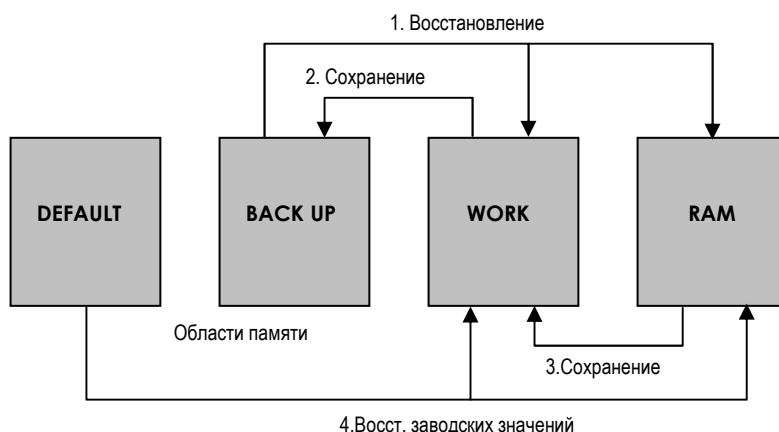 1. Восстановление
2. Сохранение
DEFAULT
BACK UP
WORK
RAM
Области памяти
3.Сохранение
4.Восст. заводских значений